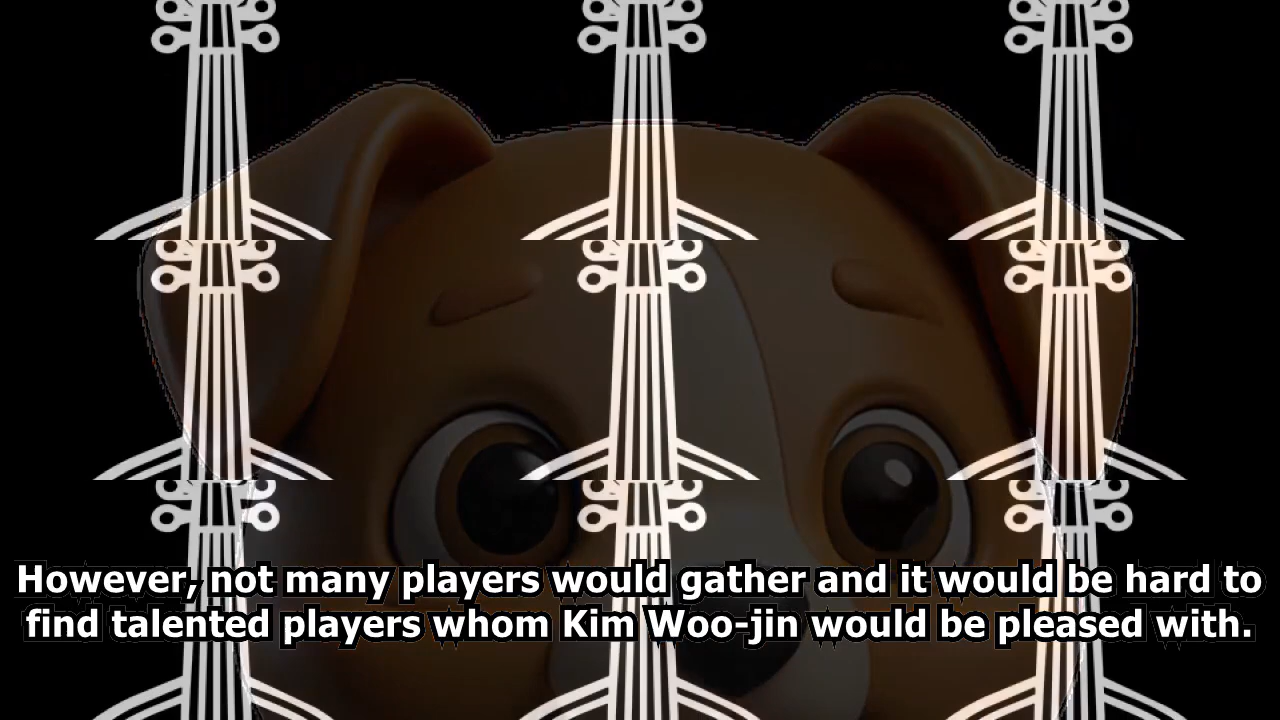 However, not many players would gather and it would be hard to
find talented players whom Kim Woo-jin would be pleased with.